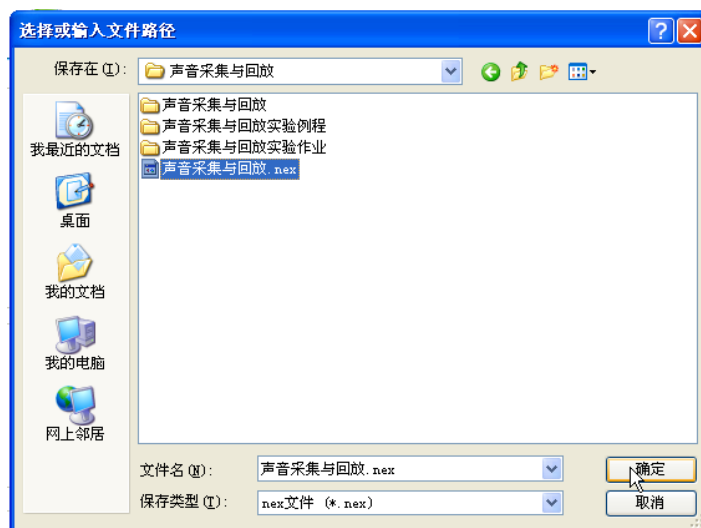 选择或输入文件路径
保存在(I):
声音采集与回放
声音采集与回放
声音采集与回放实验例程
声音采集与回放实验作业
声音采集与回放.nex
我最近的文档
桌面
我的文档
我的电脑
网上邻居
文件名(N):
声音采集与回放.nex
确定
保存类型(T):
nex文件 (*.nex)
取消